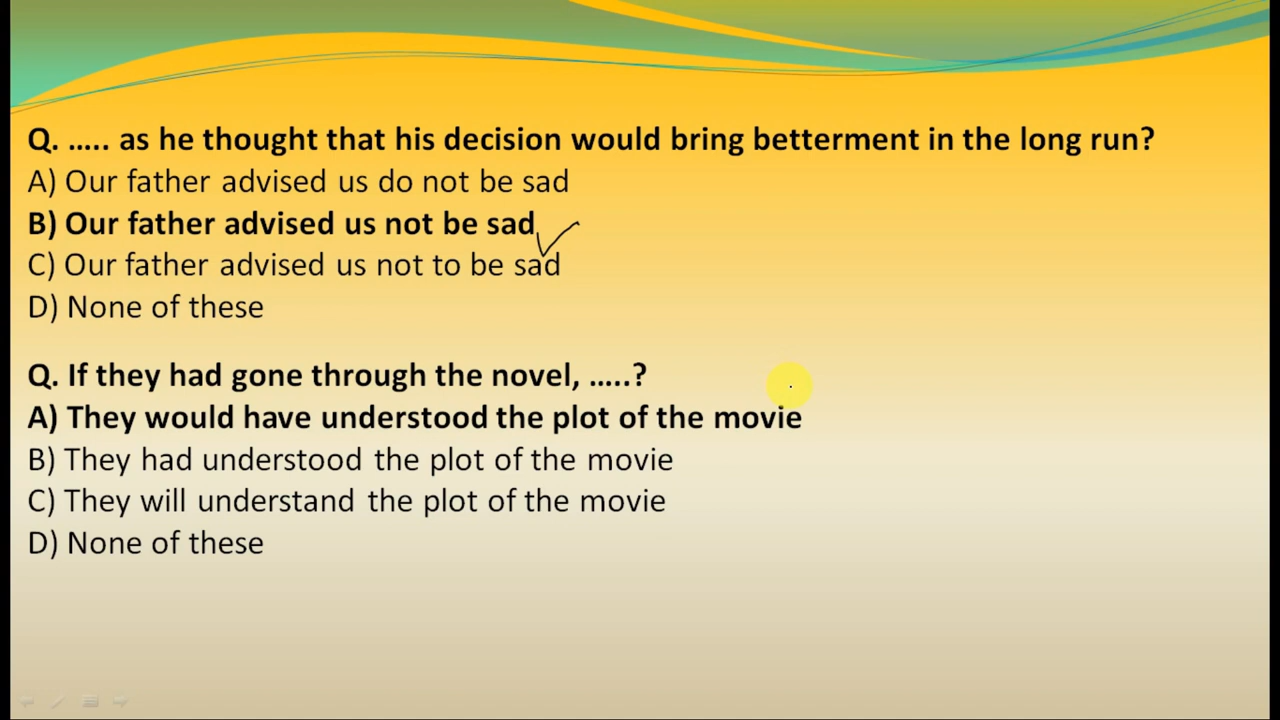 Q. ….. as he thought that his decision would bring betterment in the long run?
A) Our father advised us do not be sad
B) Our father advised us not be sad
C) Our father advised us not to be sad
D) None of these
Q. If they had gone through the novel, …..?
A) They would have understood the plot of the movie
B) They had understood the plot of the movie
C) They will understand the plot of the movie
D) None of these